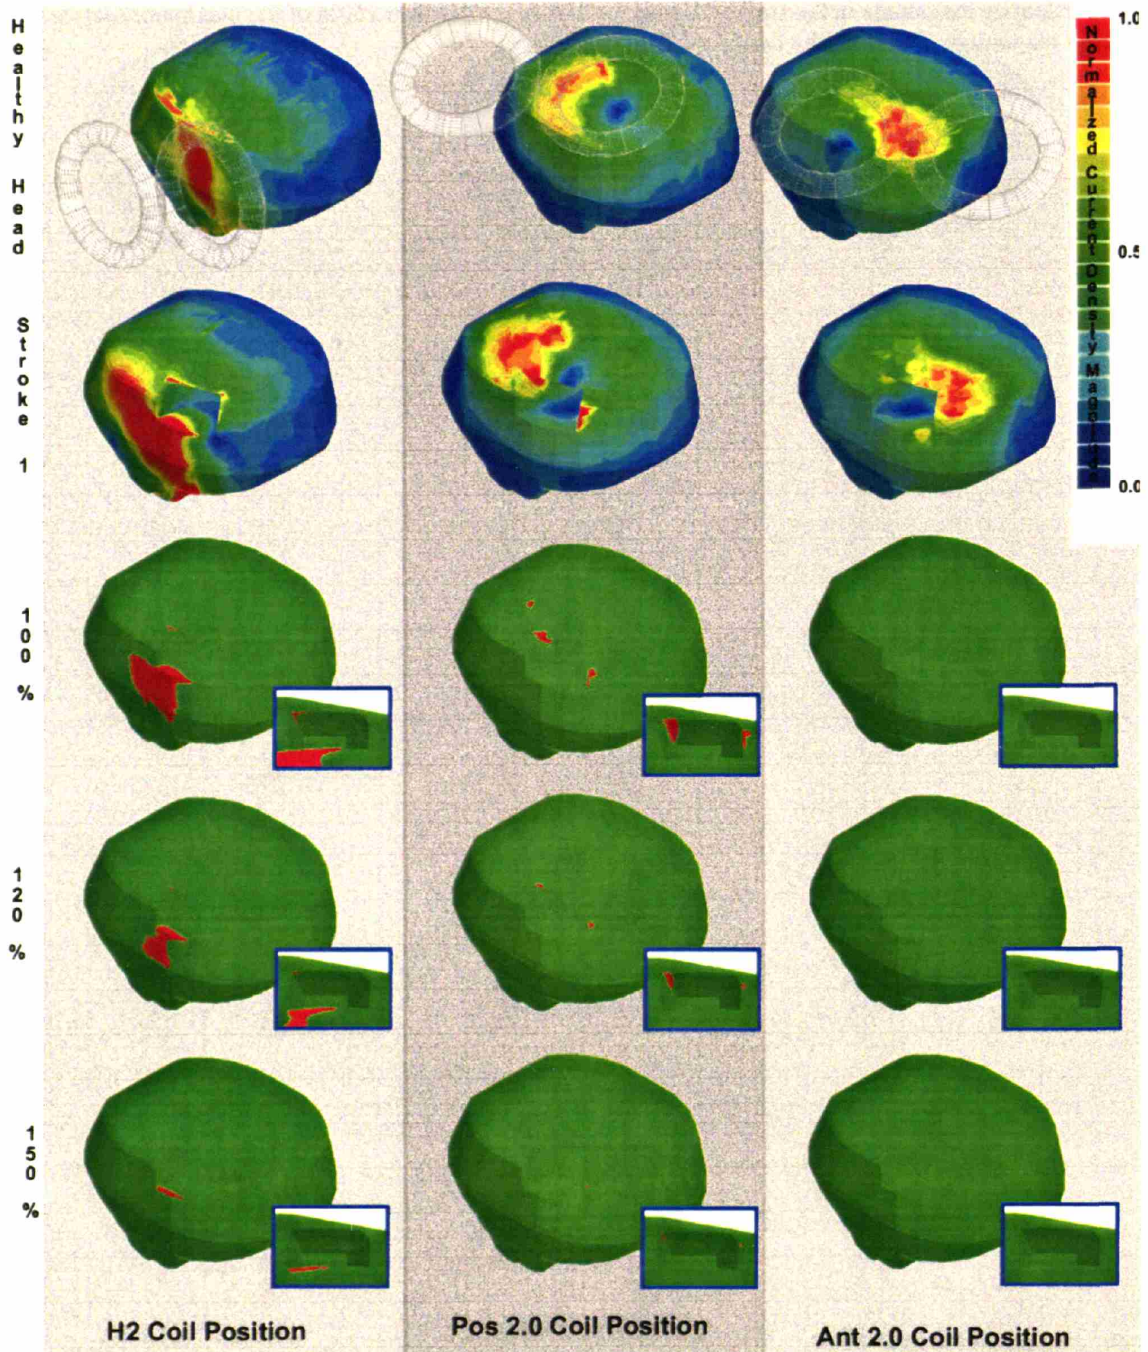 Healthy Head
1.0
Normalized Current Density Magnitude
0.5
0.0
Stroke 1
100 %
120 %
150 %
H2 Coil Position
Pos 2.0 Coil Position
Ant 2.0 Coil Position